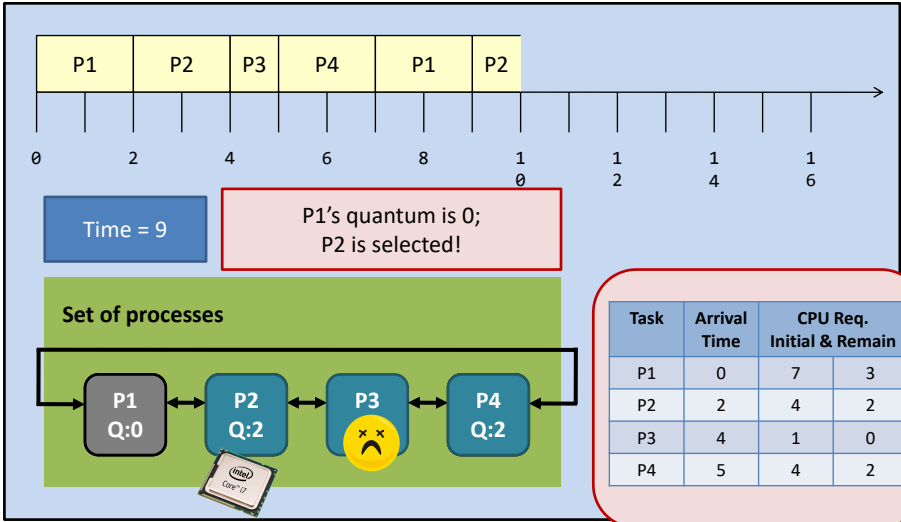 P1 P2 P3 P4 P1 P2
0 2 4 6 8 1 1 1 1
0 2 4 6
Time = 9
P1’s quantum is 0;
P2 is selected!
Set of processes
P1 P2 P3 P4
Q:0 Q:2 Q:2
intel
Core™ i7
Task Arrival CPU Req.
Time Initial & Remain
P1 0 7 3
P2 2 4 2
P3 4 1 0
P4 5 4 2